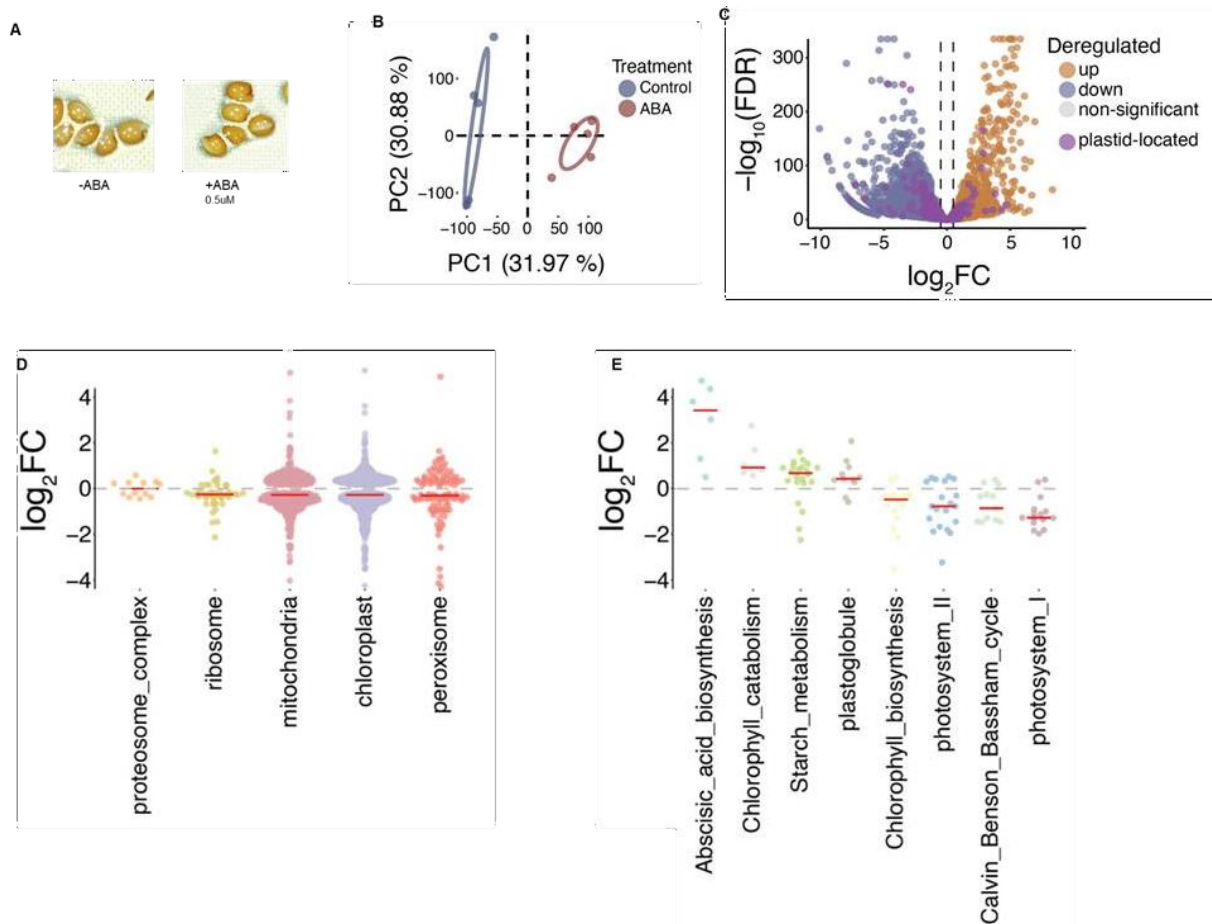 A
-ABA
+ABA
0.5uM
B
PC2 (30.88 %)
100
0
−100
−100
−50
0
50
100
PC1 (31.97 %)
Treatment
Control
ABA
C
−log10(FDR)
300
200
100
0
−10
−5
0
5
10
log2FC
Deregulated
up
down
non-significant
plastid-located
D
log2FC
4
2
0
−2
−4
proteosome_complex
ribosome
mitochondria
chloroplast
peroxisome
E
log2FC
4
2
0
−2
−4
Abscisic_acid_biosynthesis
Chlorophyll_catabolism
Starch_metabolism
plastoglobule
Chlorophyll_biosynthesis
photosystem_II
Calvin_Benson_Bassham_cycle
photosystem_I